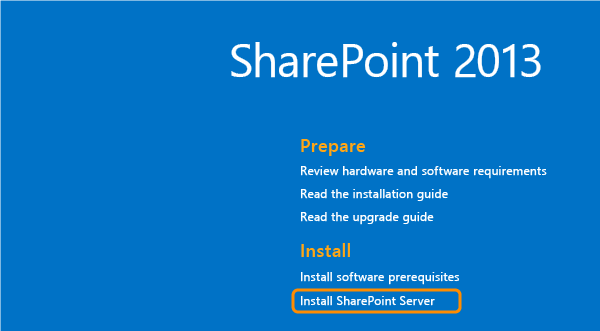 SharePoint 2013
Prepare
Review hardware and software requirements
Read the installation guide
Read the upgrade guide
Install
Install software prerequisites
Install SharePoint Server